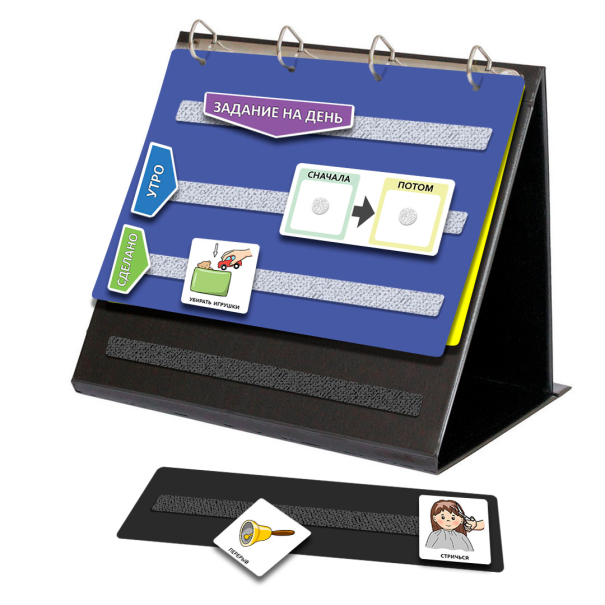 ЗАДАНИЕ НА ДЕНЬ
УТРО
СНАЧАЛА
ПОТОМ
СДЕЛАНО
УБИРАТЬ ИГРУШКИ
ПЕРЕРЫВ
СТРИЧЬСЯ